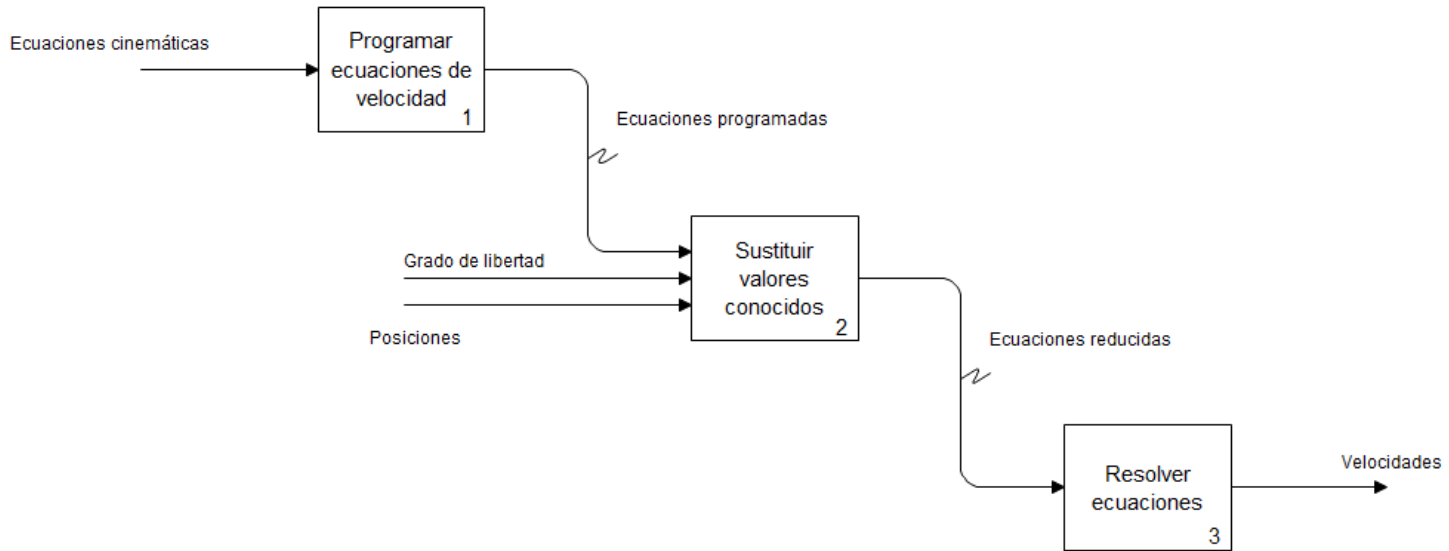 Ecuaciones cinemáticas
Programar
ecuaciones de
velocidad
1
Ecuaciones programadas
Grado de libertad
Posiciones
Sustituir
valores
conocidos
2
Ecuaciones reducidas
Resolver
ecuaciones
3
Velocidades